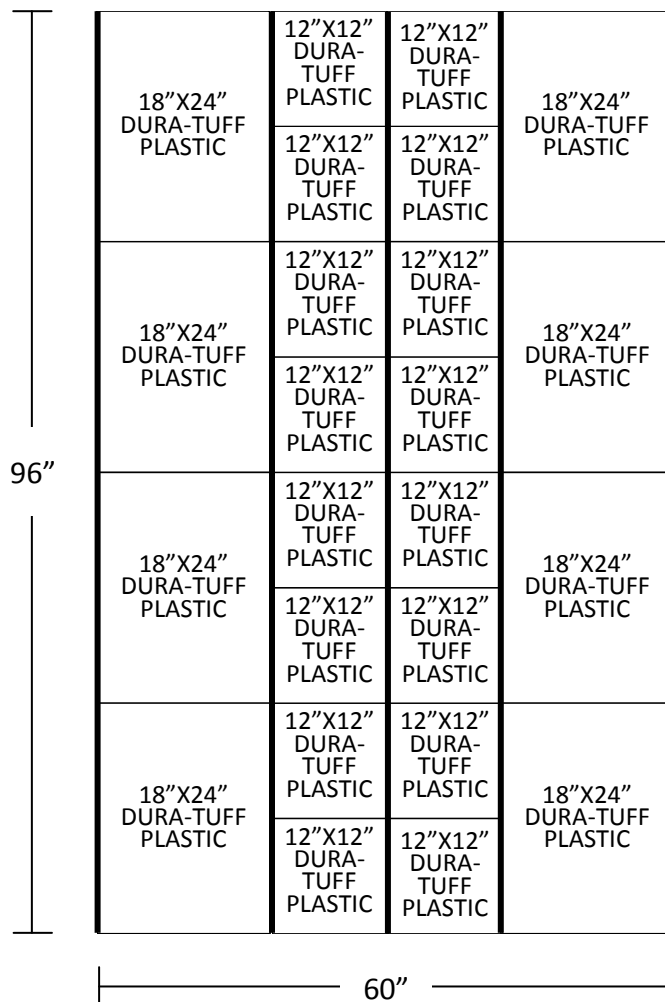 18”X24”
DURA-TUFF
PLASTIC
12”X12”
DURA-
TUFF
PLASTIC
12”X12”
DURA-
TUFF
PLASTIC
18”X24”
DURA-TUFF
PLASTIC
12”X12”
DURA-
TUFF
PLASTIC
12”X12”
DURA-
TUFF
PLASTIC
18”X24”
DURA-TUFF
PLASTIC
12”X12”
DURA-
TUFF
PLASTIC
12”X12”
DURA-
TUFF
PLASTIC
18”X24”
DURA-TUFF
PLASTIC
12”X12”
DURA-
TUFF
PLASTIC
12”X12”
DURA-
TUFF
PLASTIC
96”
18”X24”
DURA-TUFF
PLASTIC
12”X12”
DURA-
TUFF
PLASTIC
12”X12”
DURA-
TUFF
PLASTIC
18”X24”
DURA-TUFF
PLASTIC
12”X12”
DURA-
TUFF
PLASTIC
12”X12”
DURA-
TUFF
PLASTIC
18”X24”
DURA-TUFF
PLASTIC
12”X12”
DURA-
TUFF
PLASTIC
12”X12”
DURA-
TUFF
PLASTIC
18”X24”
DURA-TUFF
PLASTIC
12”X12”
DURA-
TUFF
PLASTIC
12”X12”
DURA-
TUFF
PLASTIC
60”